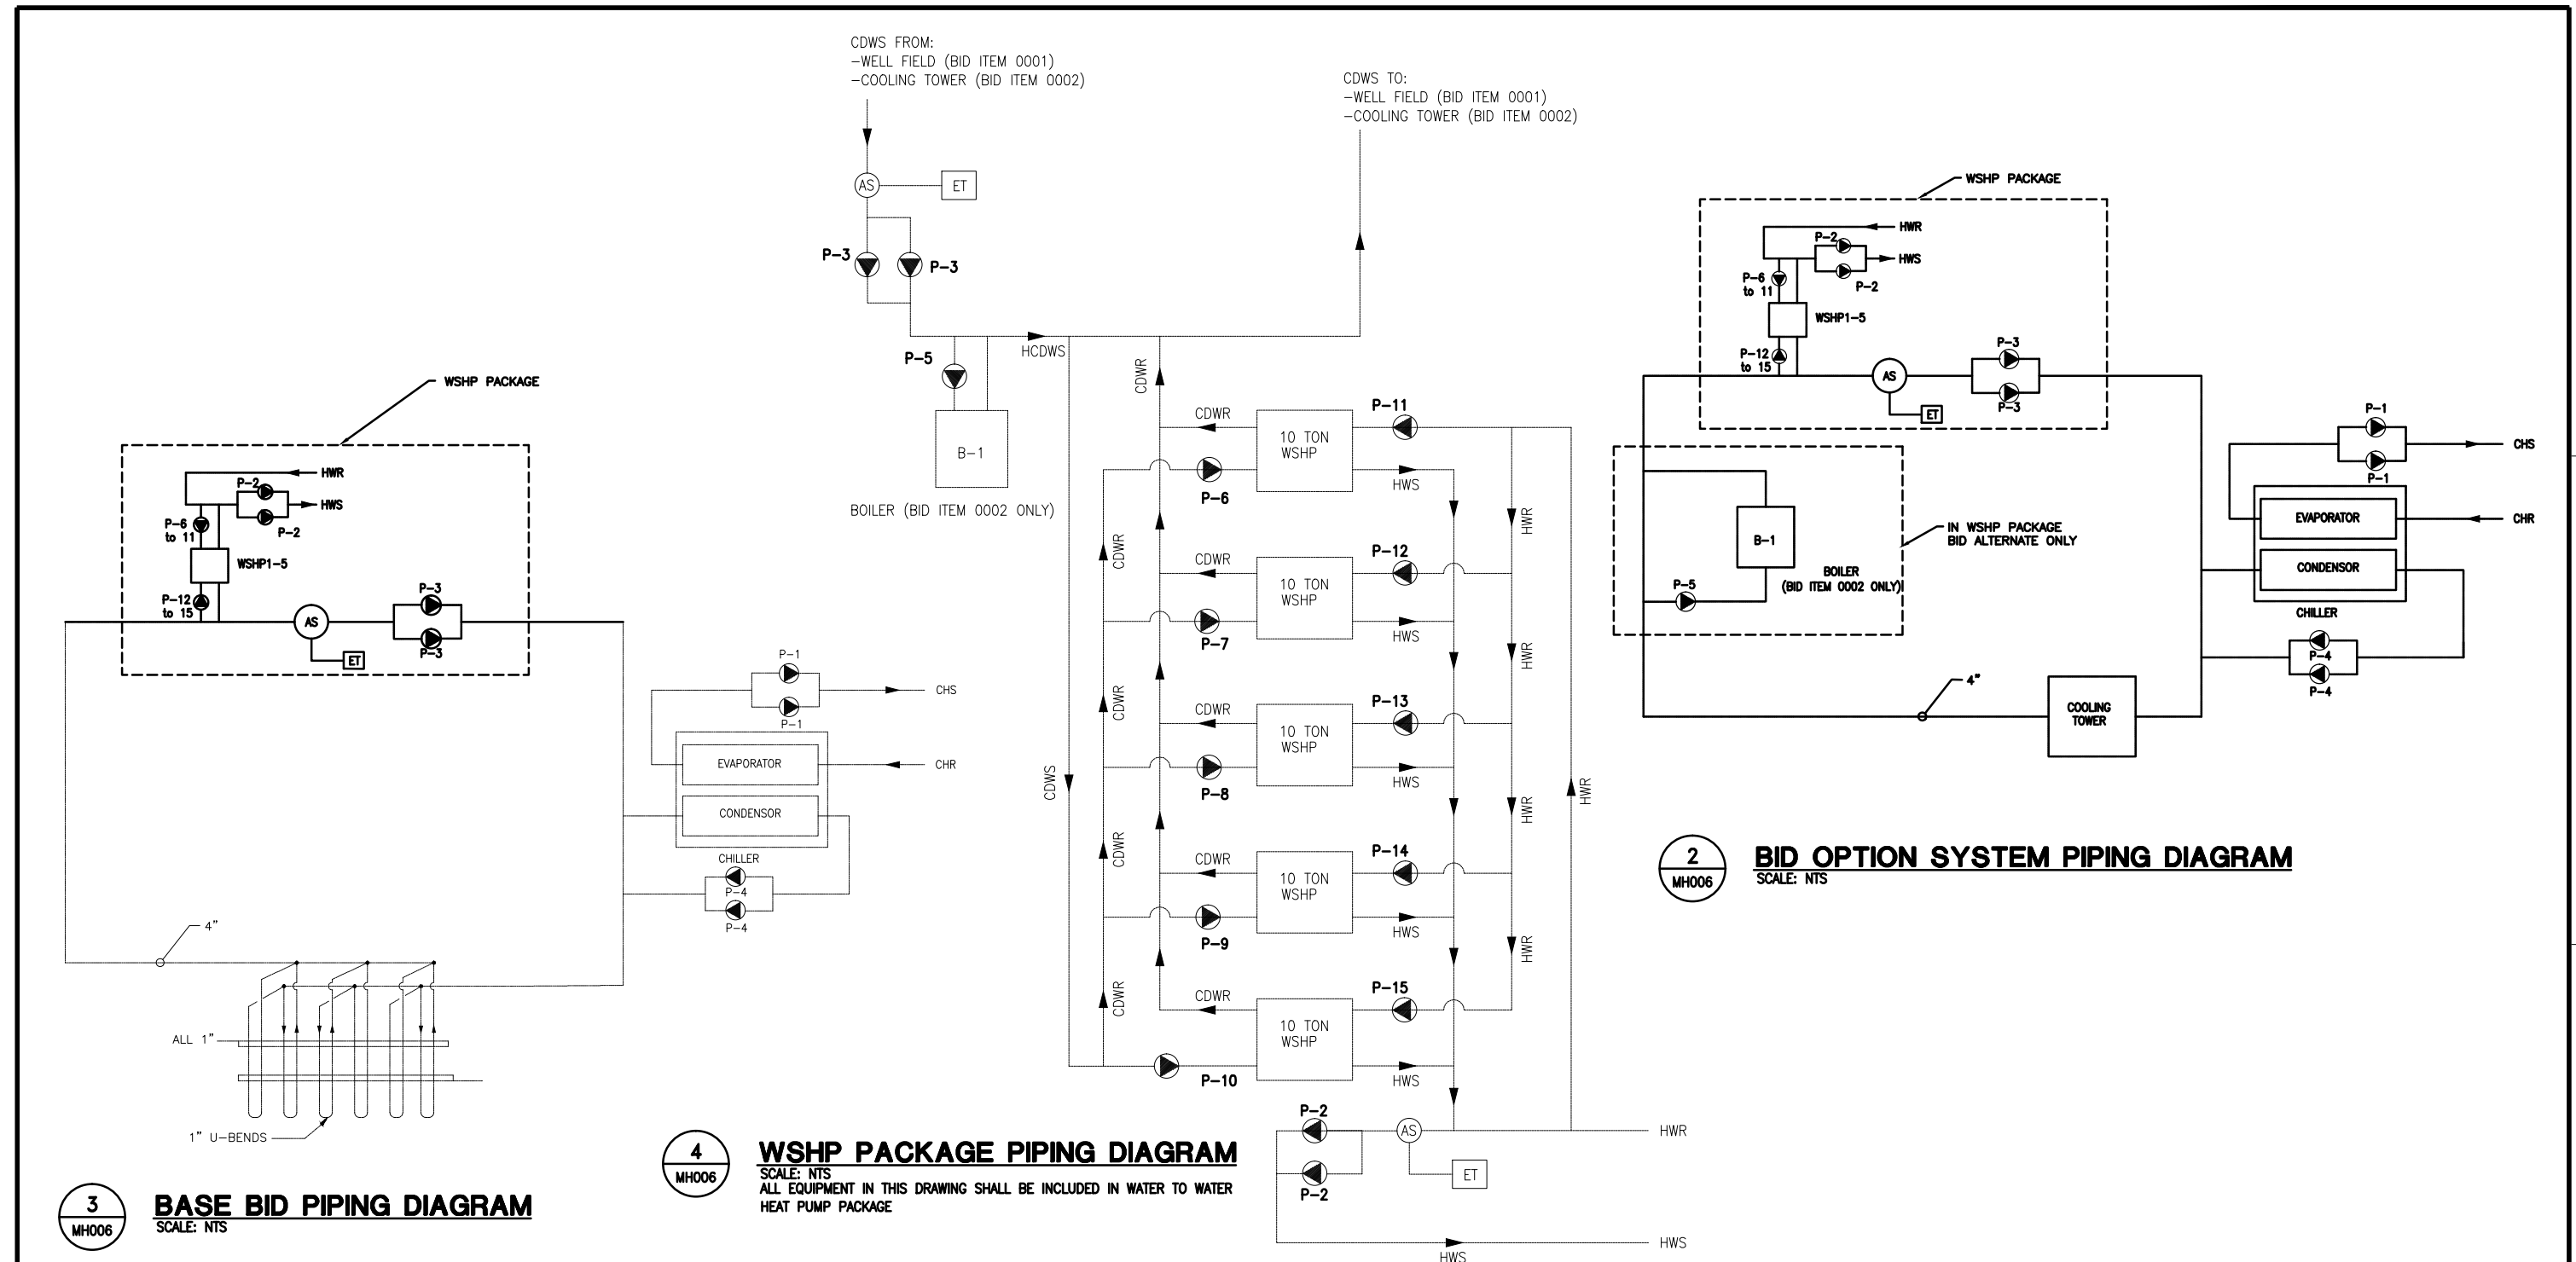 CDWS FROM:
-WELL FIELD (BID ITEM 0001)
-COOLING TOWER (BID ITEM 0002)
CDWS TO:
-WELL FIELD (BID ITEM 0001)
-COOLING TOWER (BID ITEM 0002)
AS
ET
P-3
P-3
P-5
HCDWS
B-1
BOILER (BID ITEM 0002 ONLY)
CDWR
CDWR
P-11
10 TON
WSHP
P-6
HWS
HWR
CDWR
CDWR
P-12
10 TON
WSHP
P-7
HWS
HWR
CDWR
CDWR
P-13
10 TON
WSHP
P-8
HWS
HWR
HWR
CDWS
CDWR
CDWR
P-14
10 TON
WSHP
P-9
HWS
HWR
CDWR
CDWR
P-15
10 TON
WSHP
P-10
HWS
P-2
AS
HWR
P-2
ET
HWS
HWS
4
MH006
WSHP PACKAGE PIPING DIAGRAM
SCALE: NTS
ALL EQUIPMENT IN THIS DRAWING SHALL BE INCLUDED IN WATER TO WATER
HEAT PUMP PACKAGE
WSHP PACKAGE
HWR
P-2
HWS
P-6
to 11
P-2
WSHP1-5
P-12
to 15
AS
P-3
P-3
ET
P-1
CHS
P-1
EVAPORATOR
CHR
CONDENSOR
CHILLER
P-4
P-4
4"
ALL 1"
1" U-BENDS
3
MH006
BASE BID PIPING DIAGRAM
SCALE: NTS
WSHP PACKAGE
HWR
P-2
HWS
P-6
to 11
P-2
WSHP1-5
P-12
to 15
AS
P-3
P-3
ET
P-1
CHS
P-1
EVAPORATOR
CHR
CONDENSOR
CHILLER
P-4
P-4
B-1
IN WSHP PACKAGE
BID ALTERNATE ONLY
BOILER
(BID ITEM 0002 ONLY)
P-5
4"
COOLING
TOWER
2
MH006
BID OPTION SYSTEM PIPING DIAGRAM
SCALE: NTS